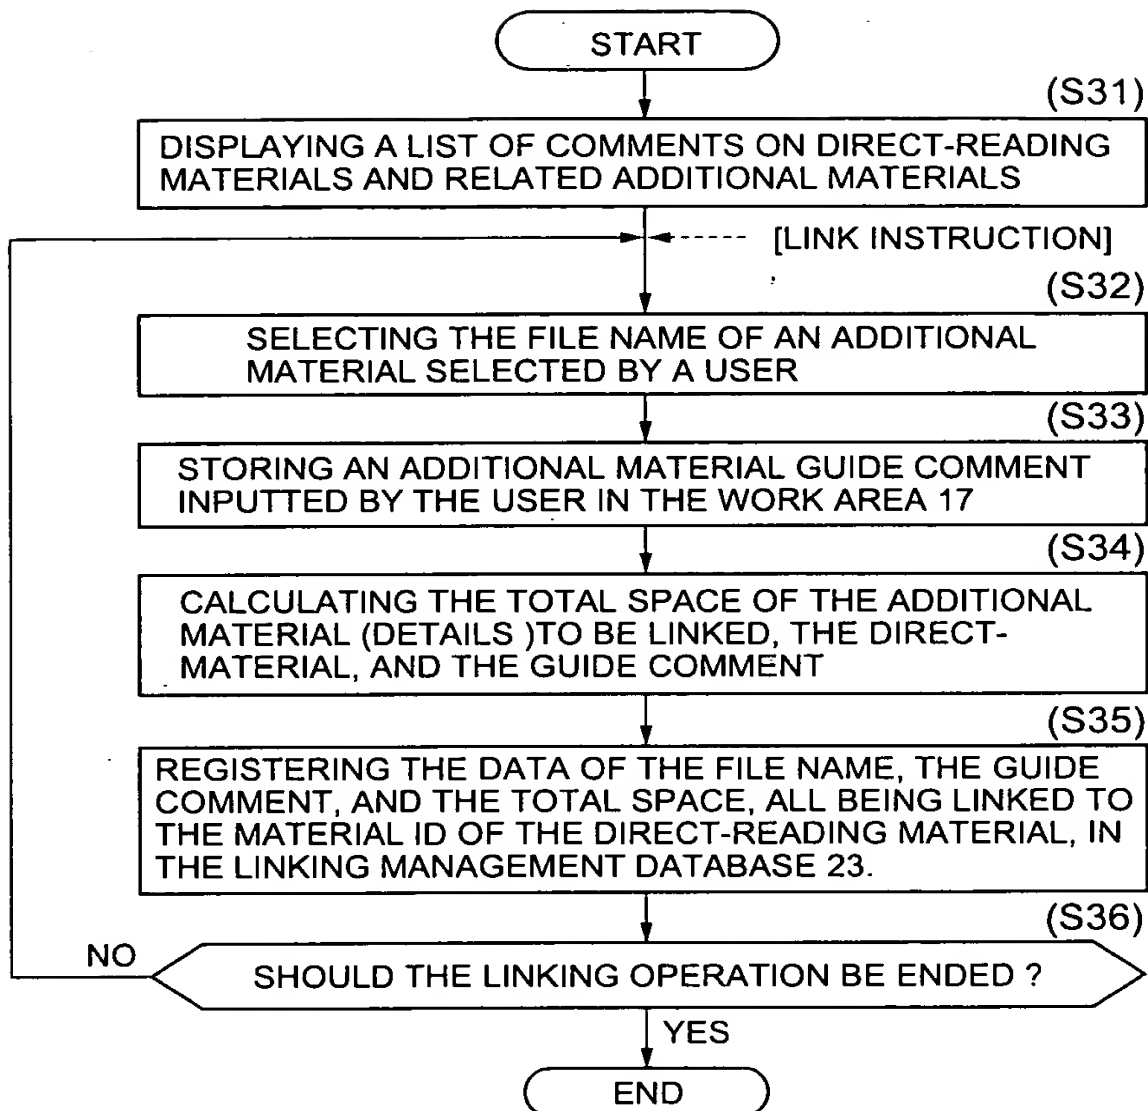 START
(S31)
DISPLAYING A LIST OF COMMENTS ON DIRECT-READING
MATERIALS AND RELATED ADDITIONAL MATERIALS
[LINK INSTRUCTION]
(S32)
SELECTING THE FILE NAME OF AN ADDITIONAL
MATERIAL SELECTED BY A USER
(S33)
STORING AN ADDITIONAL MATERIAL GUIDE COMMENT
INPUTTED BY THE USER IN THE WORK AREA 17
(S34)
CALCULATING THE TOTAL SPACE OF THE ADDITIONAL
MATERIAL (DETAILS )TO BE LINKED, THE DIRECT-
MATERIAL, AND THE GUIDE COMMENT
(S35)
REGISTERING THE DATA OF THE FILE NAME, THE GUIDE
COMMENT, AND THE TOTAL SPACE, ALL BEING LINKED TO
THE MATERIAL ID OF THE DIRECT-READING MATERIAL, IN
THE LINKING MANAGEMENT DATABASE 23.
(S36)
NO
SHOULD THE LINKING OPERATION BE ENDED ?
YES
END